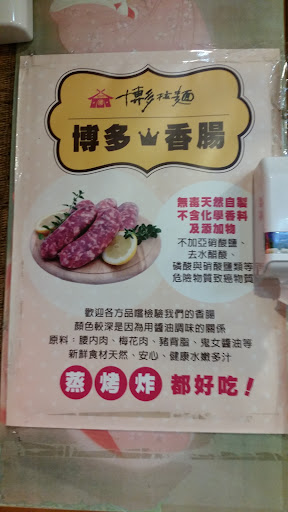 博多拉麵
博多香腸
無毒天然自製
不含化學香料
及添加物
不加亞硝酸鹽、
去水醋酸、
磷酸與硝酸鹽類等
危險物質致癌物質
歡迎各方品嚐檢驗我們的香腸
顏色較深是因為用醬油調味的關係
原料：腰內肉、梅花肉、豬背脂、鬼女醬油等
新鮮食材天然、安心、健康水嫩多汁
蒸烤炸都好吃！